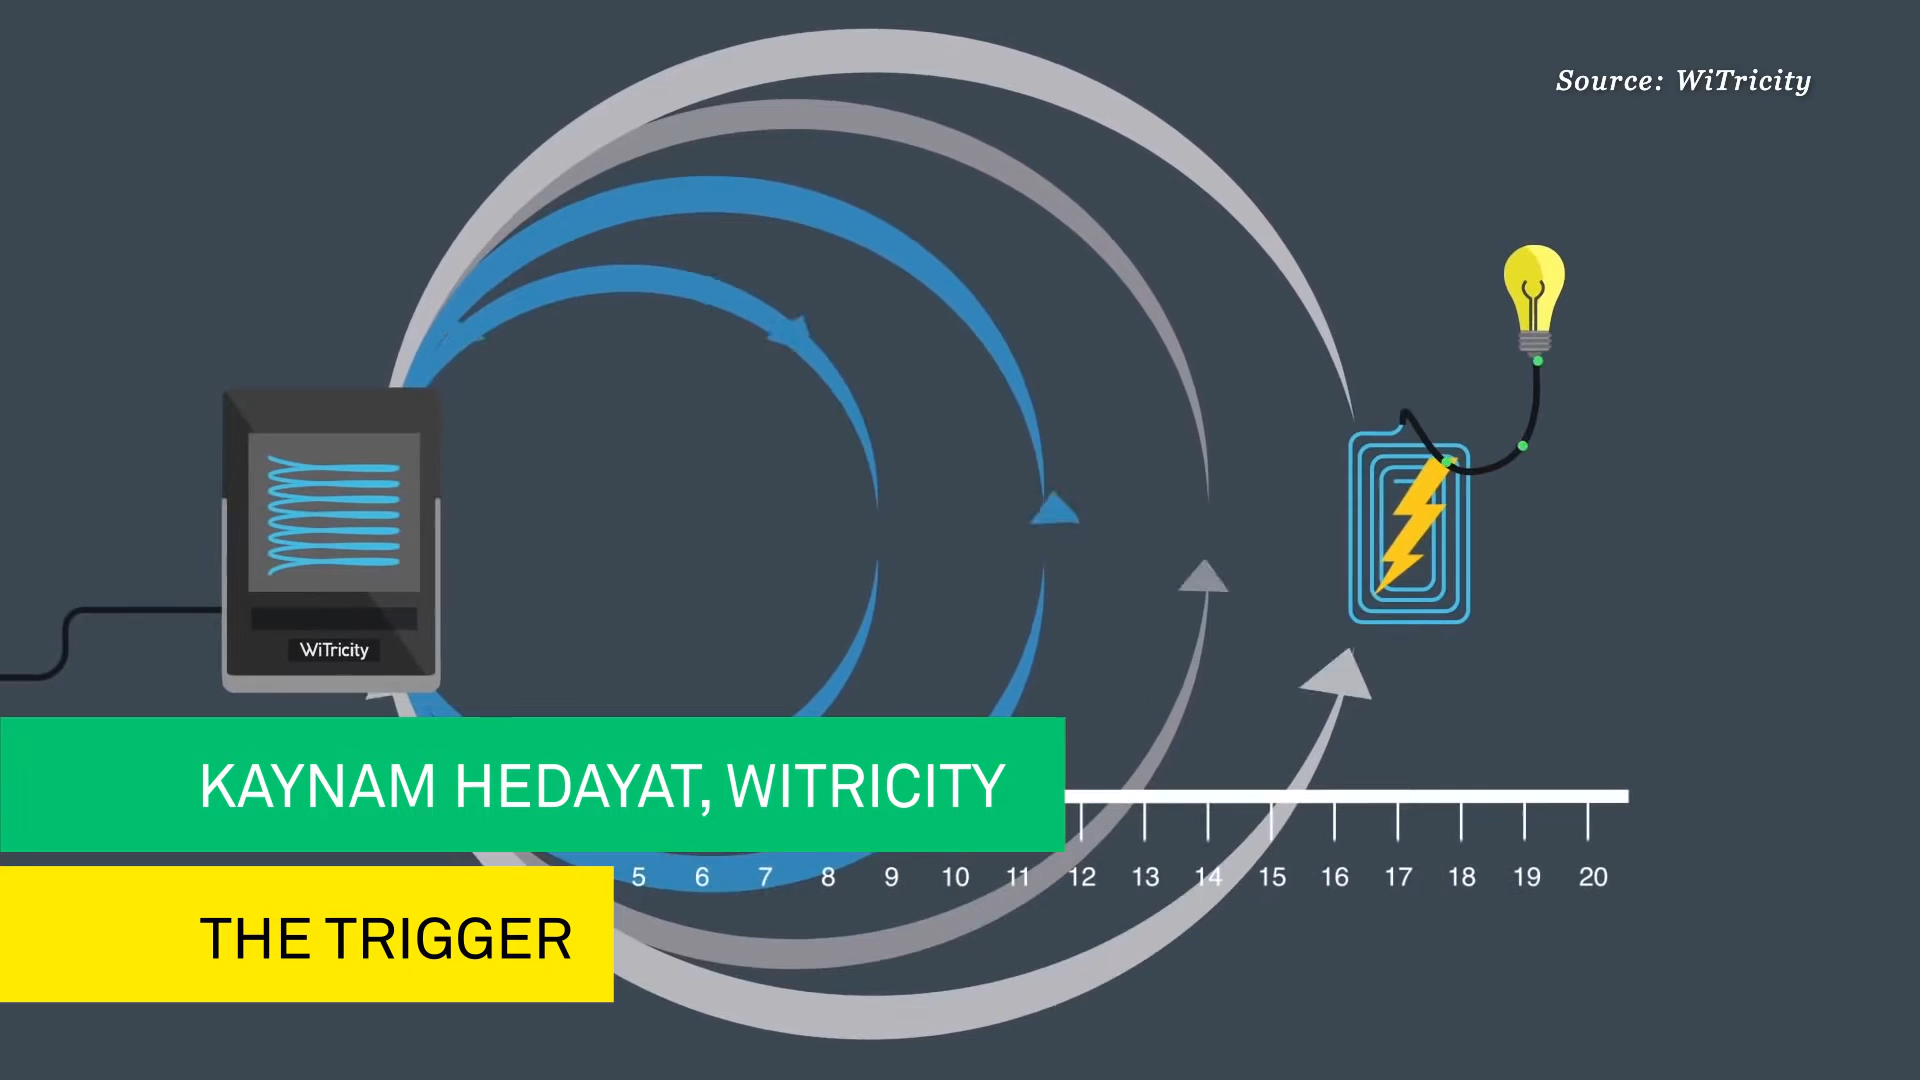 Source: WiTricity
WiTricity
KAYNAM HEDAYAT, WITRICITY
5 6 7 8 9 10 11 12 13 14 15 16 17 18 19 20
THE TRIGGER